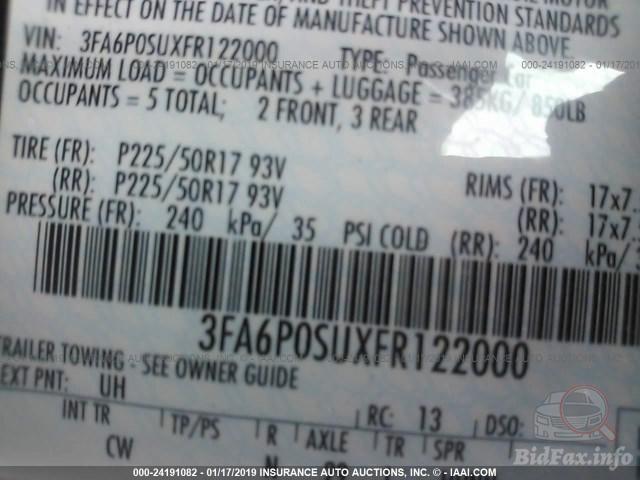 IN EFFECT ON THE DATE OF MANUFACTURE SHOWN ABOVE.
THEFT PREVENTION STANDARDS
VIN: 3FA6P0SUXFR122000 TYPE: Passenger Car
MAXIMUM LOAD = OCCUPANTS + LUGGAGE = 385KG/850LB
OCCUPANTS = 5 TOTAL; 2 FRONT, 3 REAR
TIRE (FR): P225/50R17 93V RIMS (FR): 17x7.
(RR): P225/50R17 93V (RR): 17x7.
PRESSURE (FR): 240 kPa/ 35 PSI COLD (RR): 240 kPa/
3FA6P0SUXFR122000
TRAILER TOWING - SEE OWNER GUIDE
EXT PNT: UH RC: 13 DSO:
INT TR TP/PS R AXLE TR SPR
CW
000-24191082 - 01/17/2019 INSURANCE AUTO AUCTIONS, INC. - IAAI.COM
BidFax.info